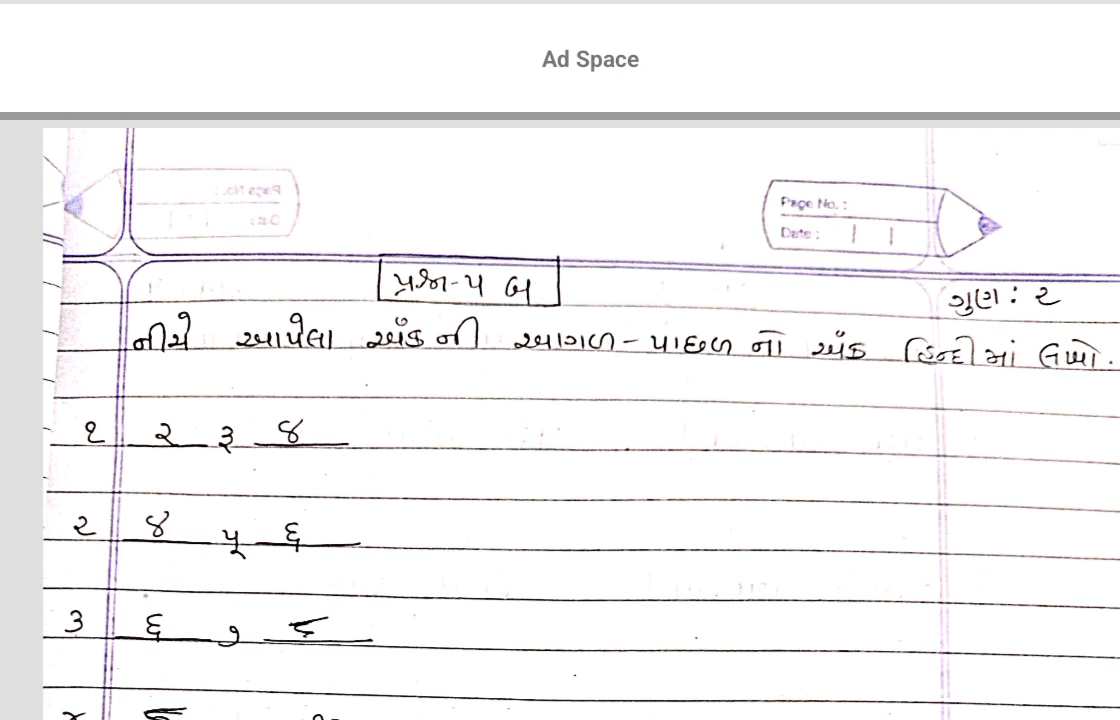 Ad Space
Page No. :
Date :
પ્રશ્ન-૫ બ
ગુણ : ૨
નીચે આપેલા અઁક ની આગળ - પાછળ નો અઁક હિન્દી માં લખો.
૧ २ ३ ४
૨ ४ ५ ६
૩ ६ ७ ८